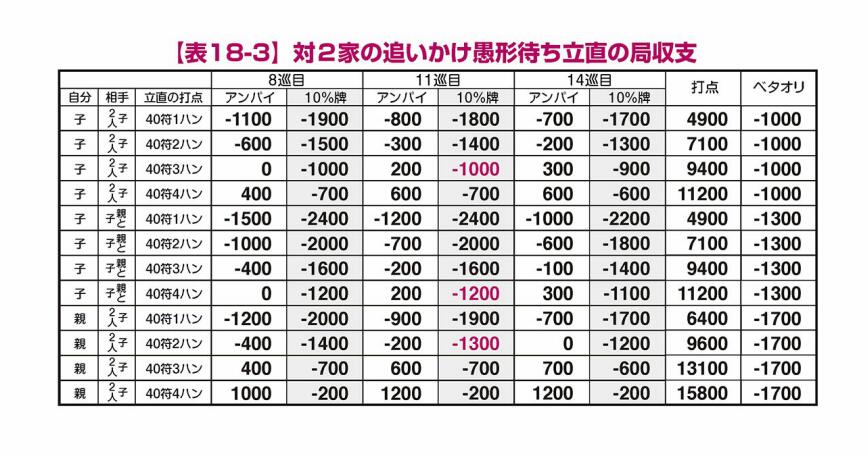 【表18-3】対2家の追いかけ愚形待ち立直の局収支
8巡目 11巡目 14巡目 打点 ベタオリ
自分 相手 立直の打点 アンパイ 10%牌 アンパイ 10%牌 アンパイ 10%牌
子 子2人 40符1ハン -1100 -1900 -800 -1800 -700 -1700 4900 -1000
子 子2人 40符2ハン -600 -1500 -300 -1400 -200 -1300 7100 -1000
子 子2人 40符3ハン 0 -1000 200 -1000 300 -900 9400 -1000
子 子2人 40符4ハン 400 -700 600 -700 600 -600 11200 -1000
子 親と子 40符1ハン -1500 -2400 -1200 -2400 -1000 -2200 4900 -1300
子 親と子 40符2ハン -1000 -2000 -700 -2000 -600 -1800 7100 -1300
子 親と子 40符3ハン -400 -1600 -200 -1600 -100 -1400 9400 -1300
子 親と子 40符4ハン 0 -1200 200 -1200 300 -1100 11200 -1300
親 子2人 40符1ハン -1200 -2000 -900 -1900 -700 -1700 6400 -1700
親 子2人 40符2ハン -400 -1400 -200 -1300 0 -1200 9600 -1700
親 子2人 40符3ハン 400 -700 600 -700 700 -600 13100 -1700
親 子2人 40符4ハン 1000 -200 1200 -200 1200 -200 15800 -1700